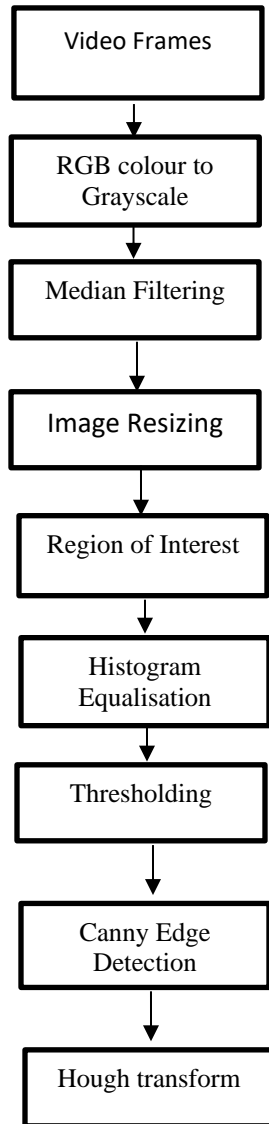 Video Frames
RGB colour to
Grayscale
Median Filtering
Image Resizing
Region of Interest
Histogram
Equalisation
Thresholding
Canny Edge
Detection
Hough transform